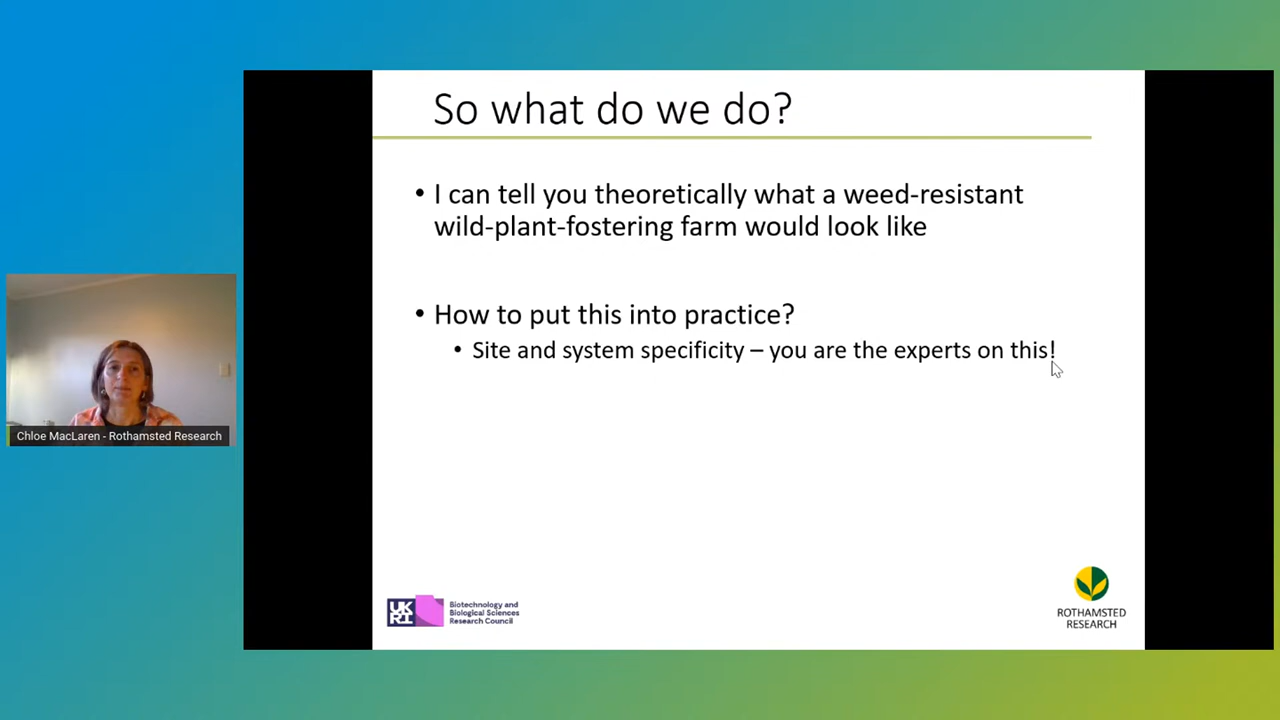 So what do we do?
• I can tell you theoretically what a weed-resistant
wild-plant-fostering farm would look like
• How to put this into practice?
• Site and system specificity – you are the experts on this!
Chloe MacLaren - Rothamsted Research
UK
RI
Biotechnology and
Biological Sciences
Research Council
ROTHAMSTED
RESEARCH